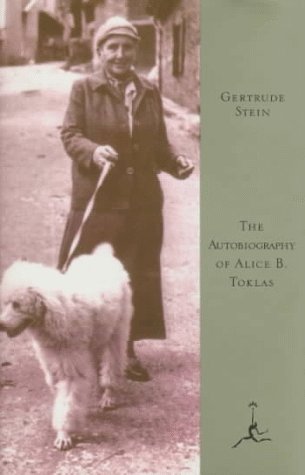 GERTRUDE
STEIN
THE
AUTOBIOGRAPHY
OF ALICE B.
TOKLAS